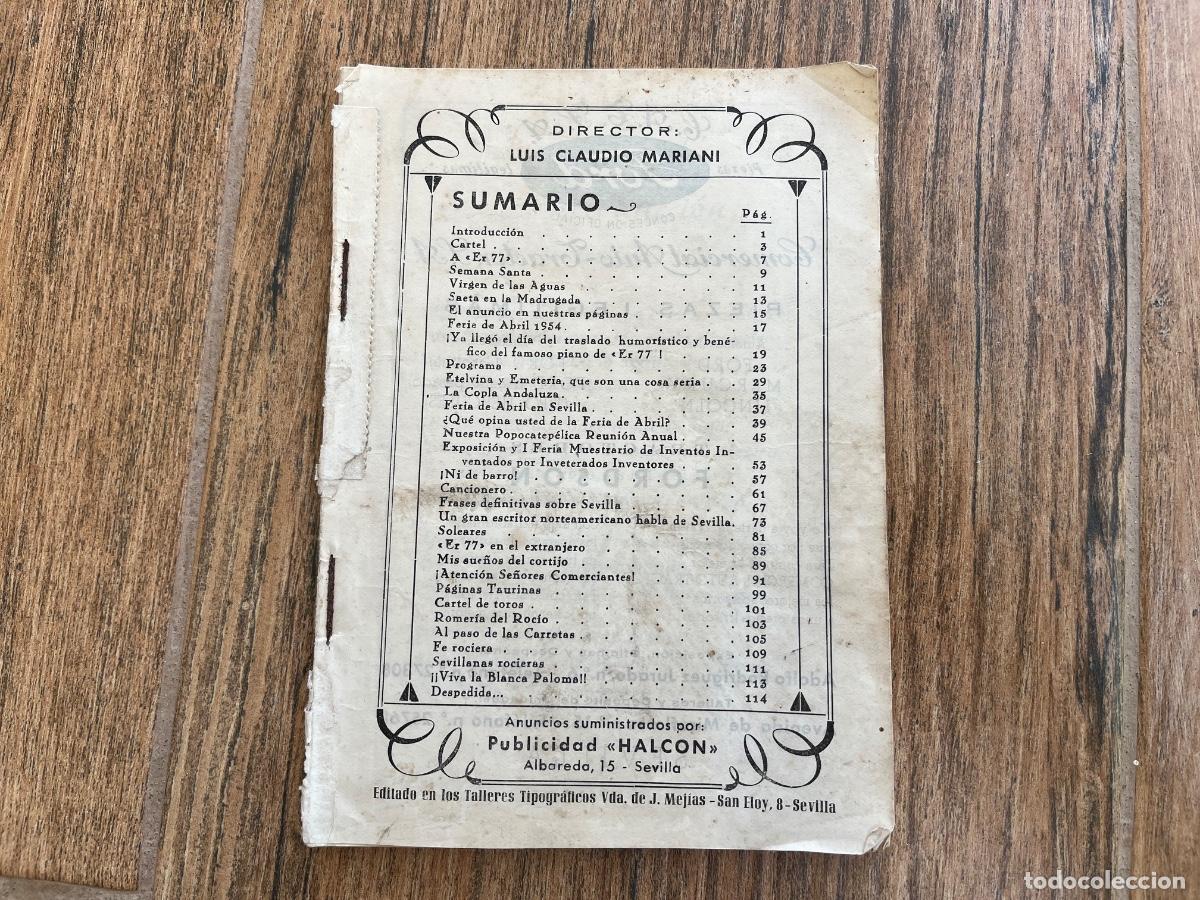 DIRECTOR:
LUIS CLAUDIO MARIANI
SUMARIO
Pág.
Introducción 1
Cartel 3
A «Er 77» 7
Semana Santa 9
Virgen de las Aguas 11
Saeta en la Madrugada 13
El anuncio en nuestras páginas 15
Ferie de Abril 1954 17
¡Ya llegó el día del traslado humorístico y bené-
fico del famoso piano de «Er 77 ! 19
Programa 23
Etelvina y Emeteria, que son una cosa seria 29
La Copla Andaluza 35
Feria de Abril en Sevilla 37
¿Qué opina usted de la Feria de Abril? 39
Nuestra Popocatepélica Reunión Anual 45
Exposición y I Feria Muestrario de Inventos In-
ventados por Inveterados Inventores 53
¡Ni de barro! 57
Cancionero 61
Frases definitivas sobre Sevilla 67
Un gran escritor norteamericano habla de Sevilla. 73
Soleares 81
«Er 77» en el extranjero 85
Mis sueños del cortijo 89
¡Atención Señores Comerciantes! 91
Páginas Taurinas 99
Cartel de toros 101
Romería del Rocío 103
Al paso de las Carretas 105
Fe rociera 109
Sevillanas rocieras 111
¡¡Viva la Blanca Paloma!! 113
Despedida... 114
Anuncios suministrados por:
Publicidad «HALCON»
Albareda, 15 - Sevilla
Editado en los Talleres Tipográficos Vda. de J. Mejías - San Eloy, 8 - Sevilla
todocoleccion